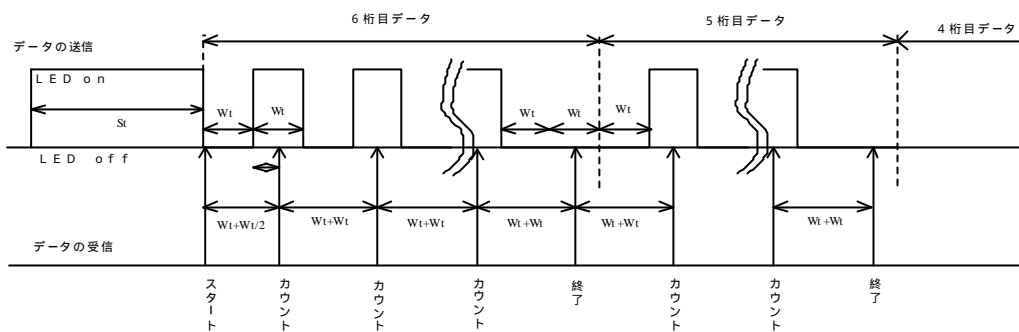 6桁目データ
5桁目データ
4桁目データ
データの送信
LED on
St
Wt
Wt
Wt
Wt
Wt
LED off
Wt+Wt/2
Wt+Wt
Wt+Wt
Wt+Wt
Wt+Wt
Wt+Wt
データの受信
スタート
カウント
カウント
カウント
終了
カウント
カウント
終了